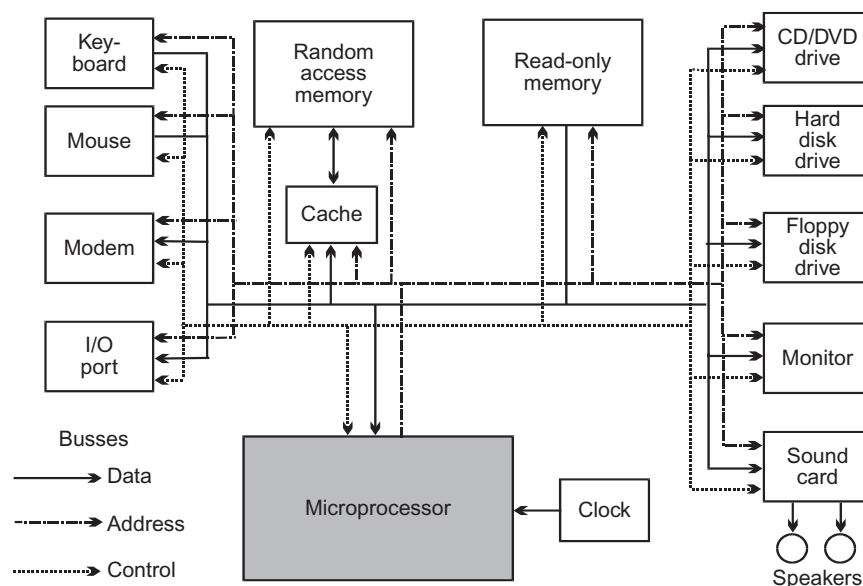 Key-
board
Random
access
memory
Read-only
memory
CD/DVD
drive
Mouse
Hard
disk
drive
Cache
Modem
Floppy
disk
drive
I/O
port
Monitor
Busses
Data
Address
Control
Microprocessor
Clock
Sound
card
Speakers